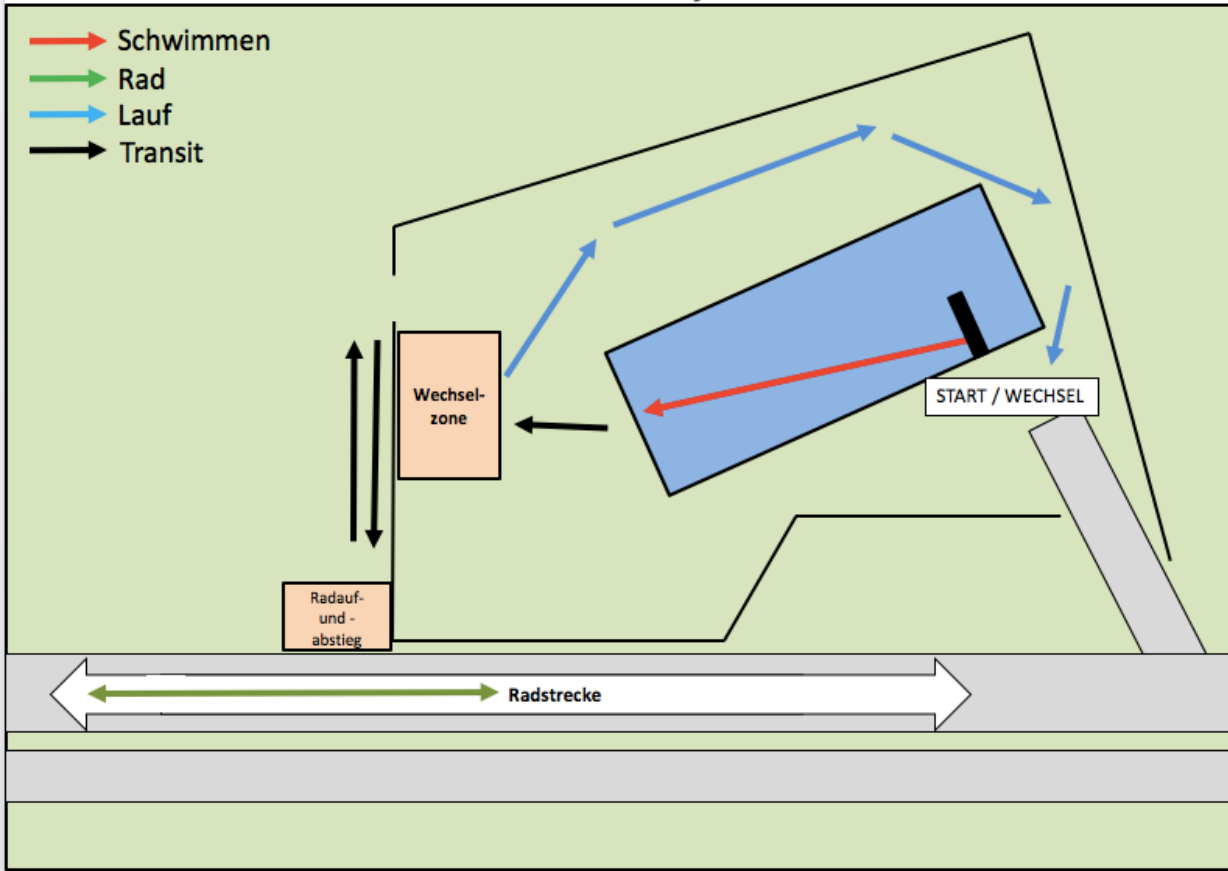 Schwimmen
Rad
Lauf
Transit
Wechsel-
zone
START / WECHSEL
Radauf-
und -
abstieg
Radstrecke